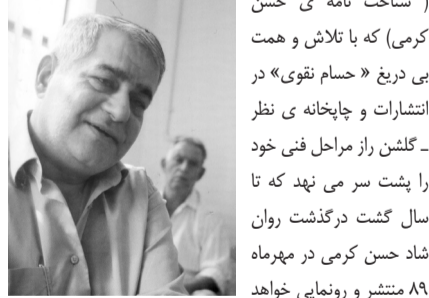 ( شناخت نامه ی حسن
کرمی) که با تلاش و همت
بی دریغ « حسام نقوی» در
انتشارات و چاپخانه ی نظر
ـ گلشن راز مراحل فنی خود
را پشت سر می نهد که تا
سال گشت درگذشت روان
شاد حسن کرمی در مهرماه
۸۹ منتشر و رونمایی خواهد